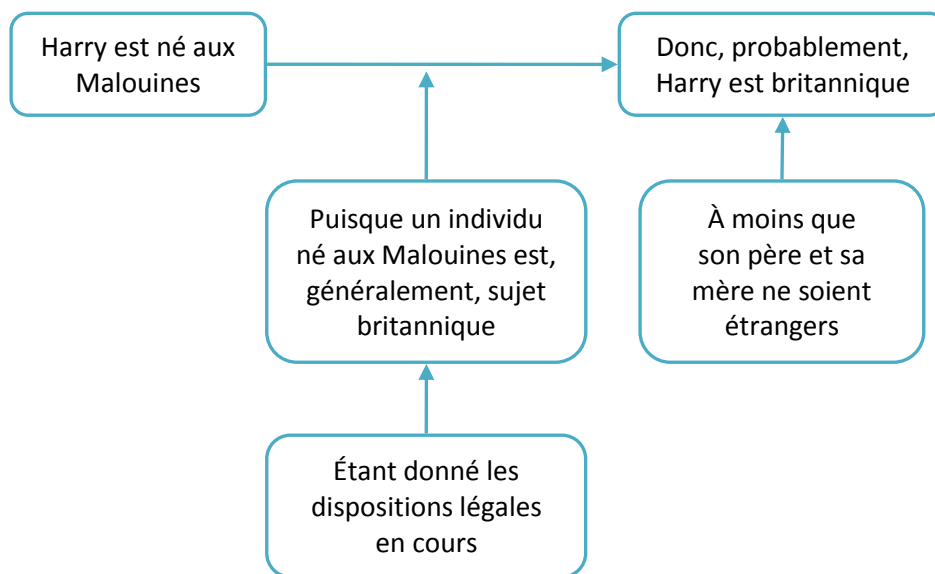 Harry est né aux
Malouines
Donc, probablement,
Harry est britannique
Puisque un individu
né aux Malouines est,
généralement, sujet
britannique
À moins que
son père et sa
mère ne soient
étrangers
Étant donné les
dispositions légales
en cours